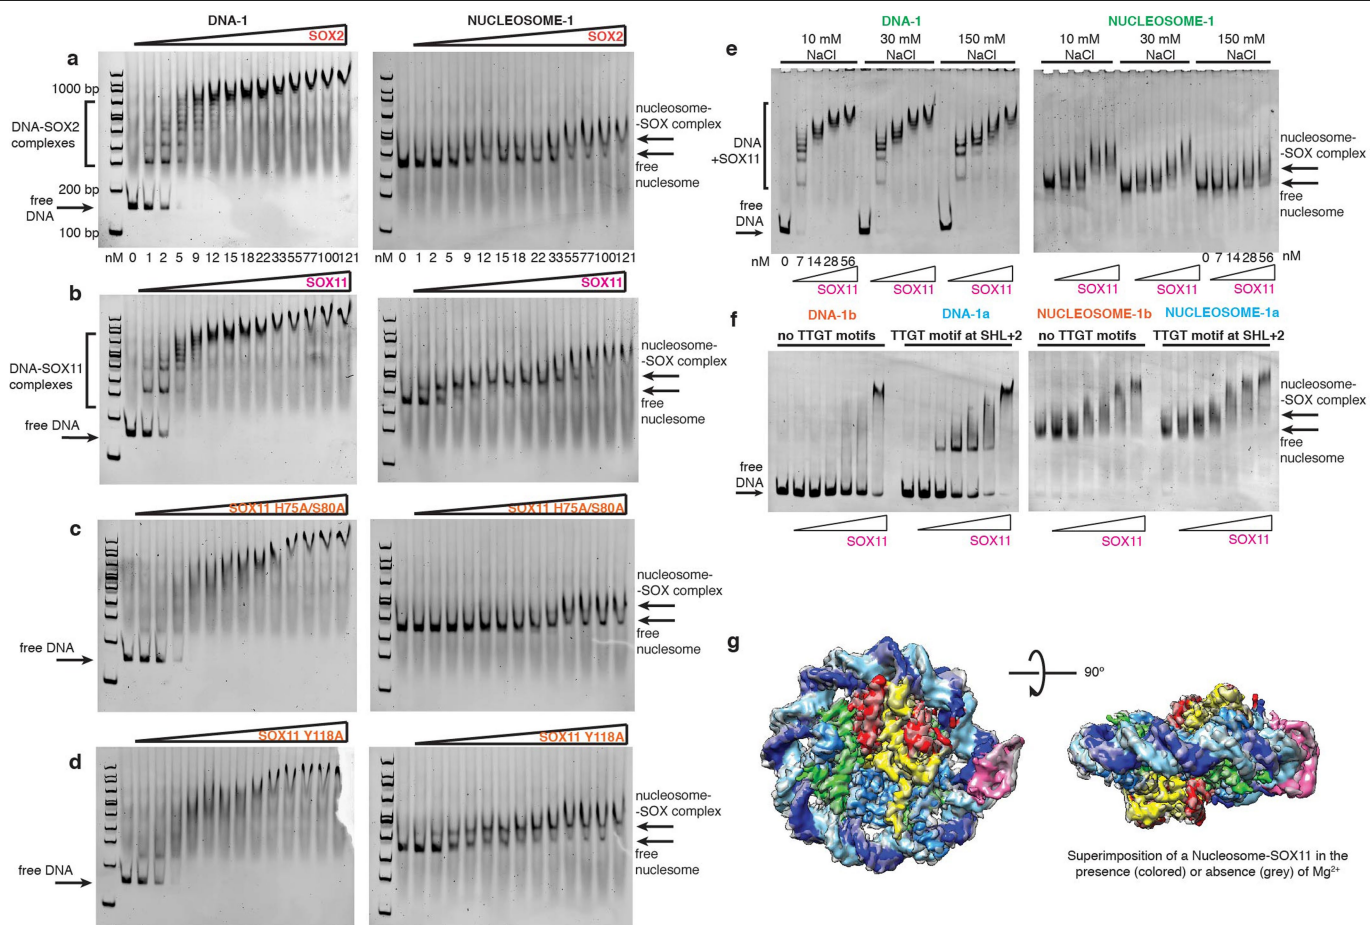 DNA-1
SOX2
NUCLEOSOME-1
SOX2
a
1000 bp
DNA-SOX2
complexes
200 bp
free
DNA
100 bp
nucleosome-
-SOX complex
free
nuclesome
nM 0 1 2 5 9 12 15 18 22 33 55 77 100 121
nM 0 1 2 5 9 12 15 18 22 33 55 77 100 121
b
SOX11
SOX11
DNA-SOX11
complexes
free DNA
nucleosome-
-SOX complex
free
nuclesome
c
SOX11 H75A/S80A
SOX11 H75A/S80A
free DNA
nucleosome-
-SOX complex
free
nuclesome
d
SOX11 Y118A
SOX11 Y118A
free DNA
nucleosome-
-SOX complex
free
nuclesome
e
DNA-1
NUCLEOSOME-1
10 mM
NaCl
30 mM
NaCl
150 mM
NaCl
10 mM
NaCl
30 mM
NaCl
150 mM
NaCl
DNA
+SOX11
free
DNA
nucleosome-
-SOX complex
free
nuclesome
nM 0 7 14 28 56
0 7 14 28 56 nM
SOX11
SOX11
SOX11
SOX11
SOX11
SOX11
f
DNA-1b
no TTGT motifs
DNA-1a
TTGT motif at SHL+2
NUCLEOSOME-1b
no TTGT motifs
NUCLEOSOME-1a
TTGT motif at SHL+2
free
DNA
nucleosome-
-SOX complex
free
nuclesome
SOX11
SOX11
SOX11
SOX11
g
90º
Superimposition of a Nucleosome-SOX11 in the
presence (colored) or absence (grey) of Mg²⁺